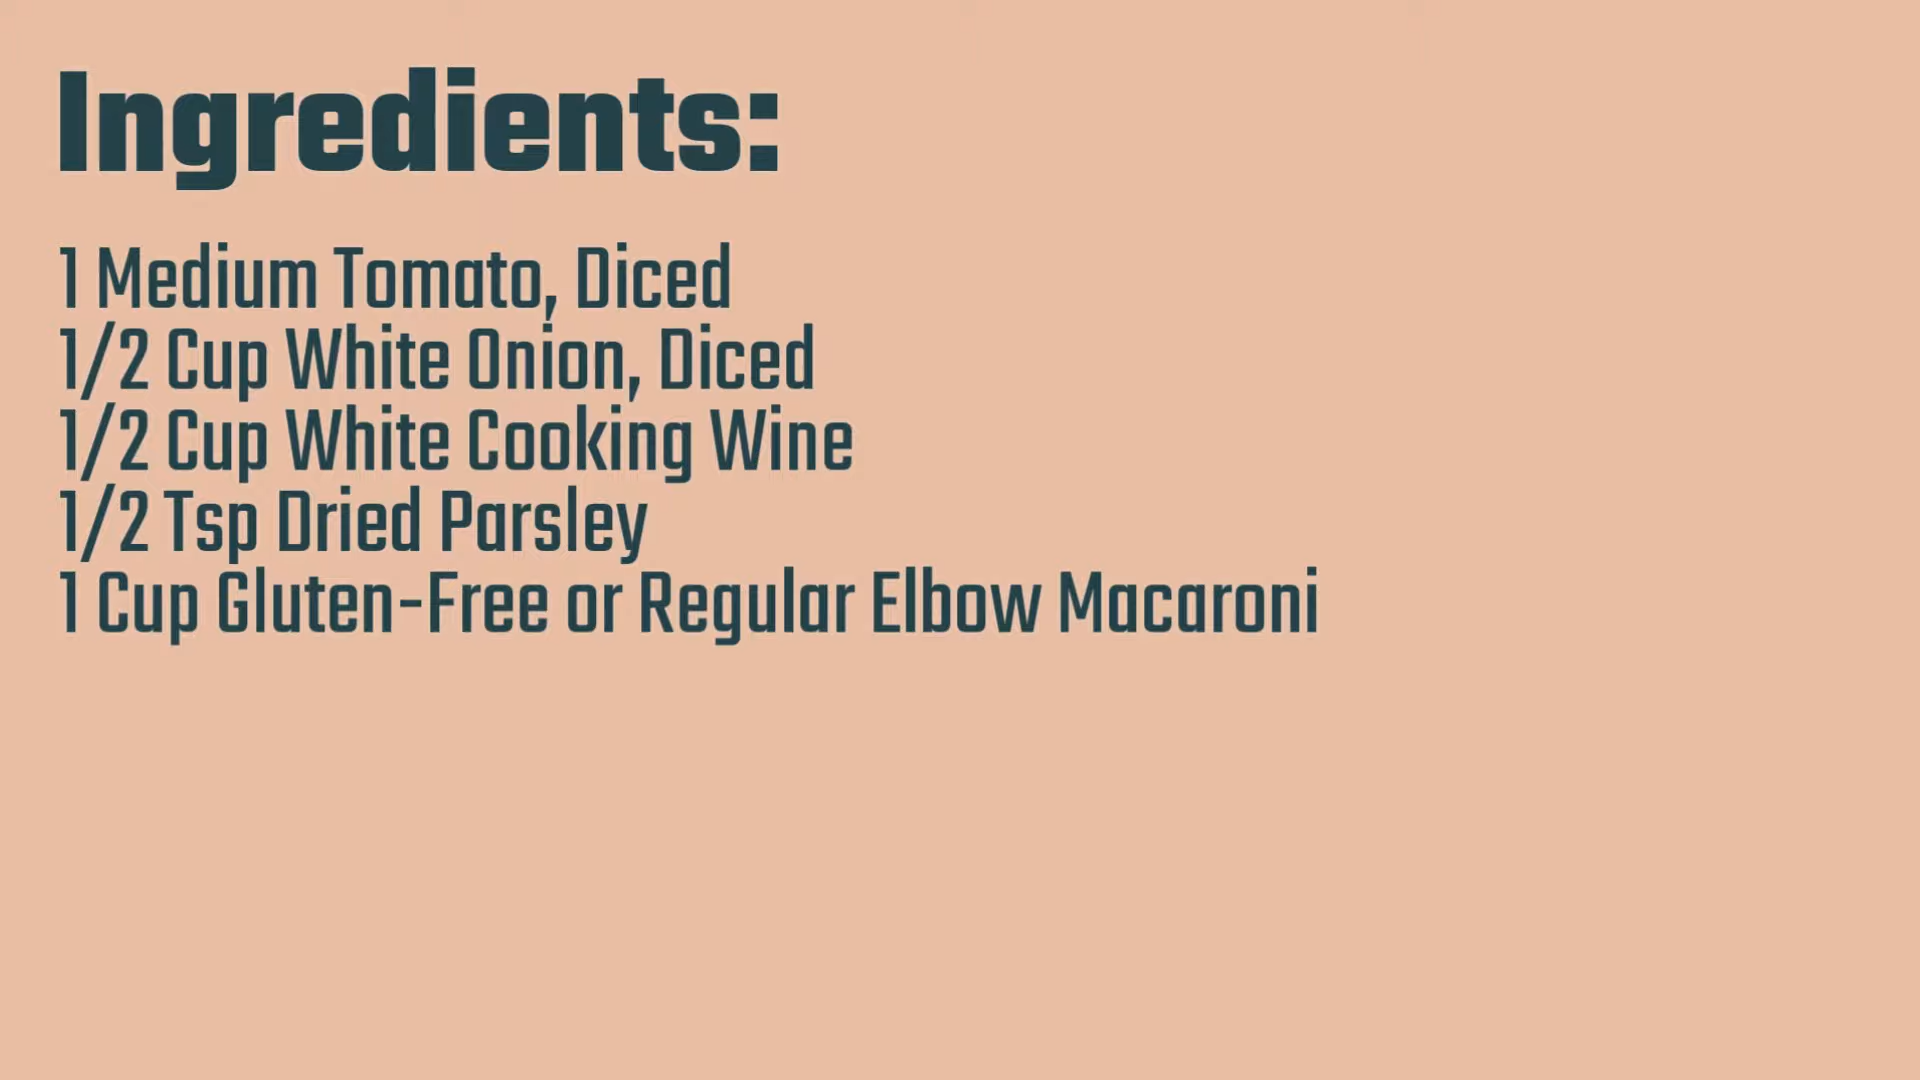 Ingredients:
1 Medium Tomato, Diced
1/2 Cup White Onion, Diced
1/2 Cup White Cooking Wine
1/2 Tsp Dried Parsley
1 Cup Gluten-Free or Regular Elbow Macaroni